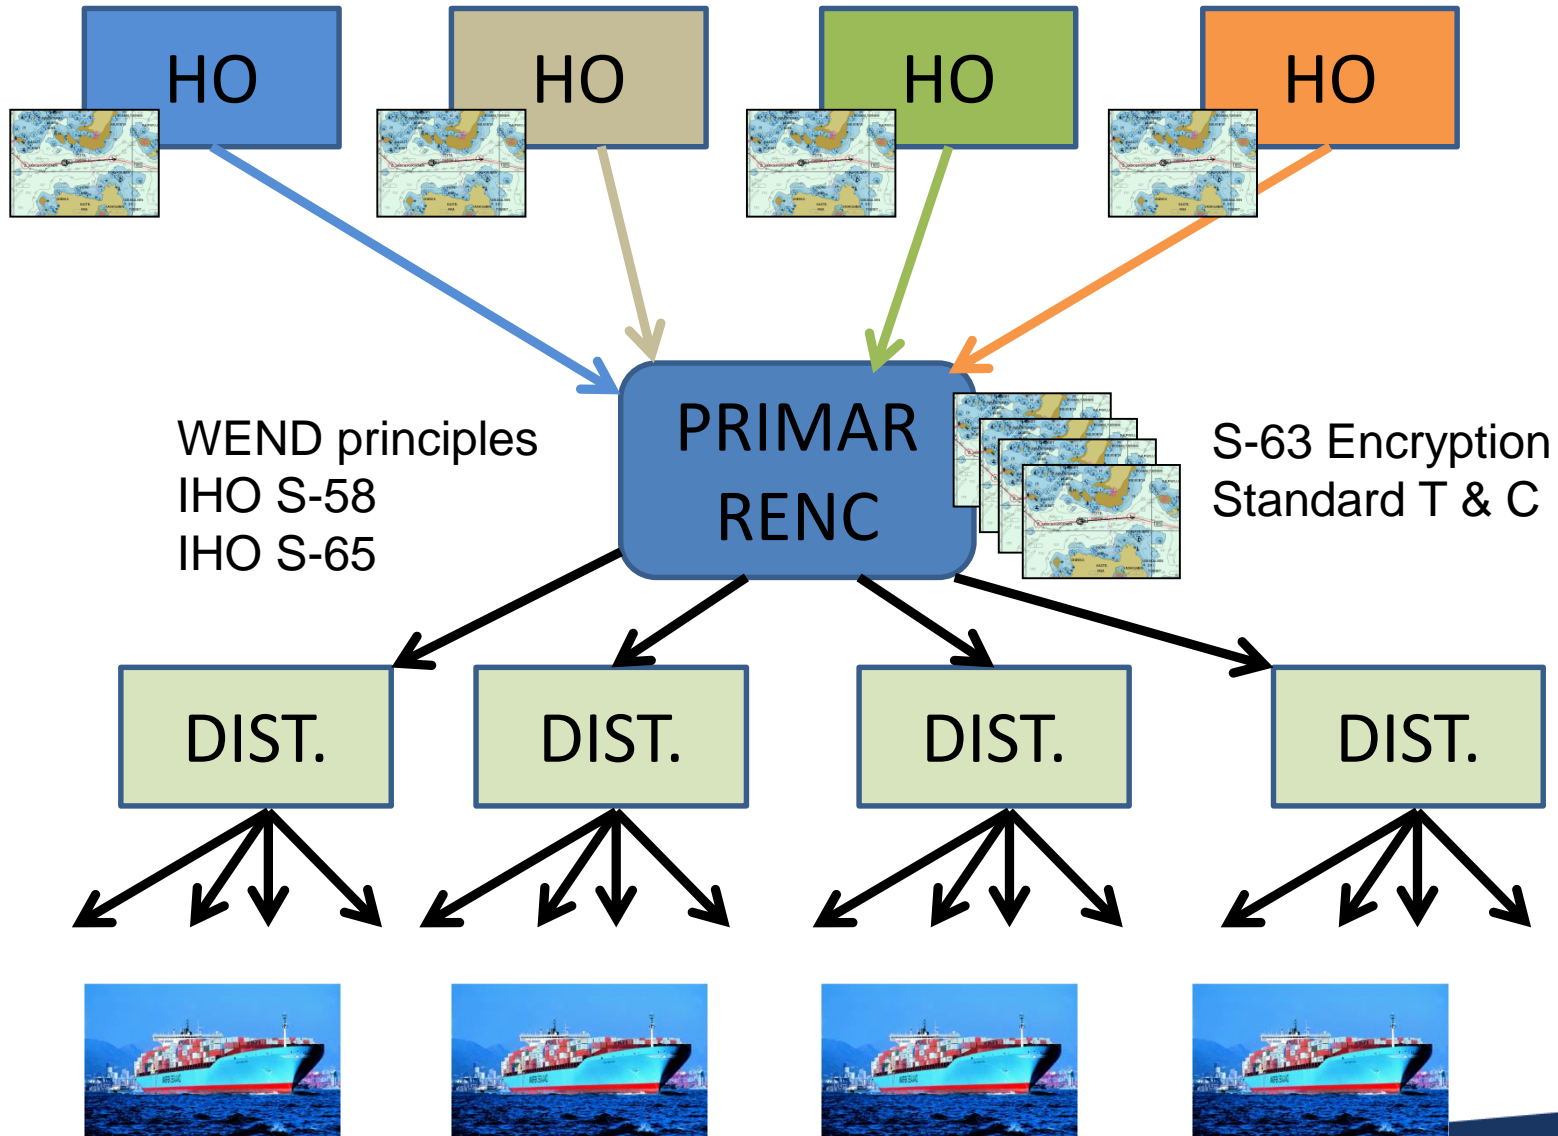 HO
HO
HO
HO
PRIMAR
RENC
WEND principles
IHO S-58
IHO S-65
S-63 Encryption
Standard T & C
DIST.
DIST.
DIST.
DIST.